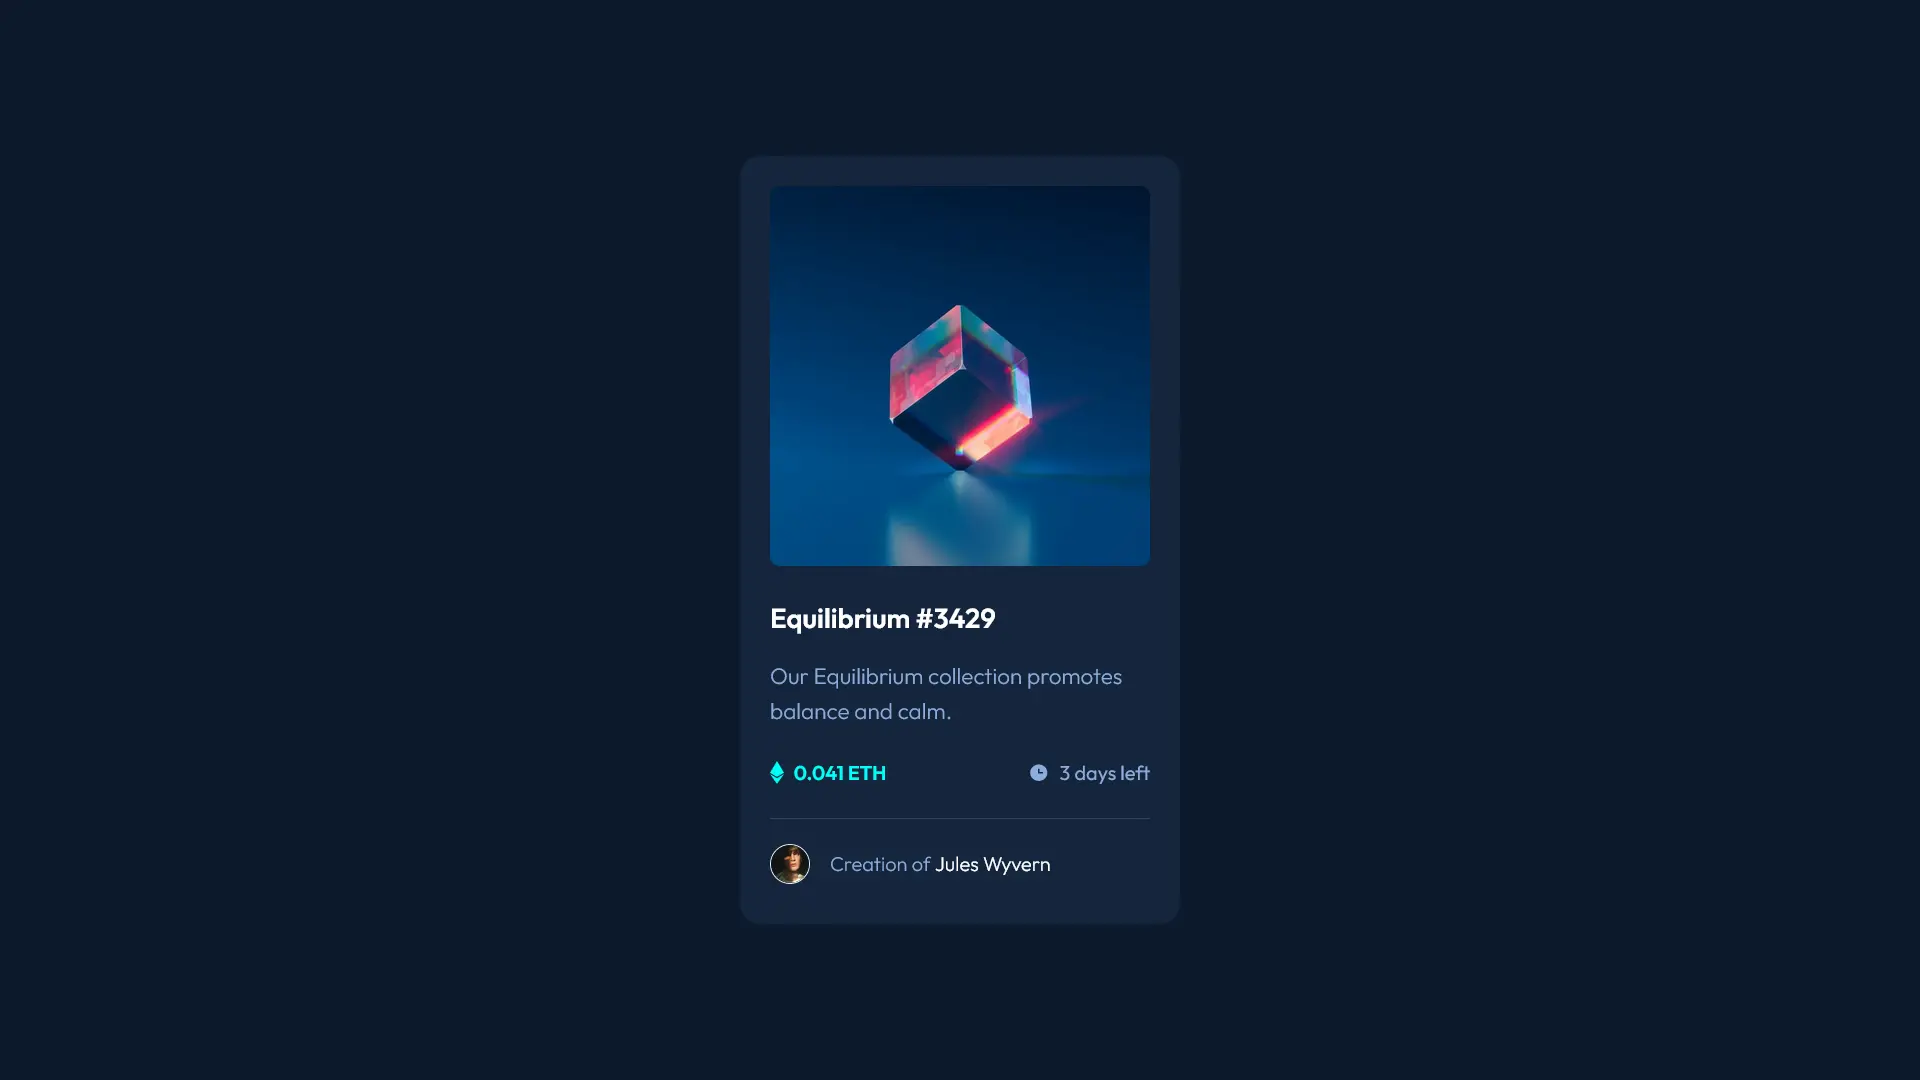 Equilibrium #3429
Our Equilibrium collection promotes
balance and calm.
0.041 ETH
3 days left
Creation of Jules Wyvern